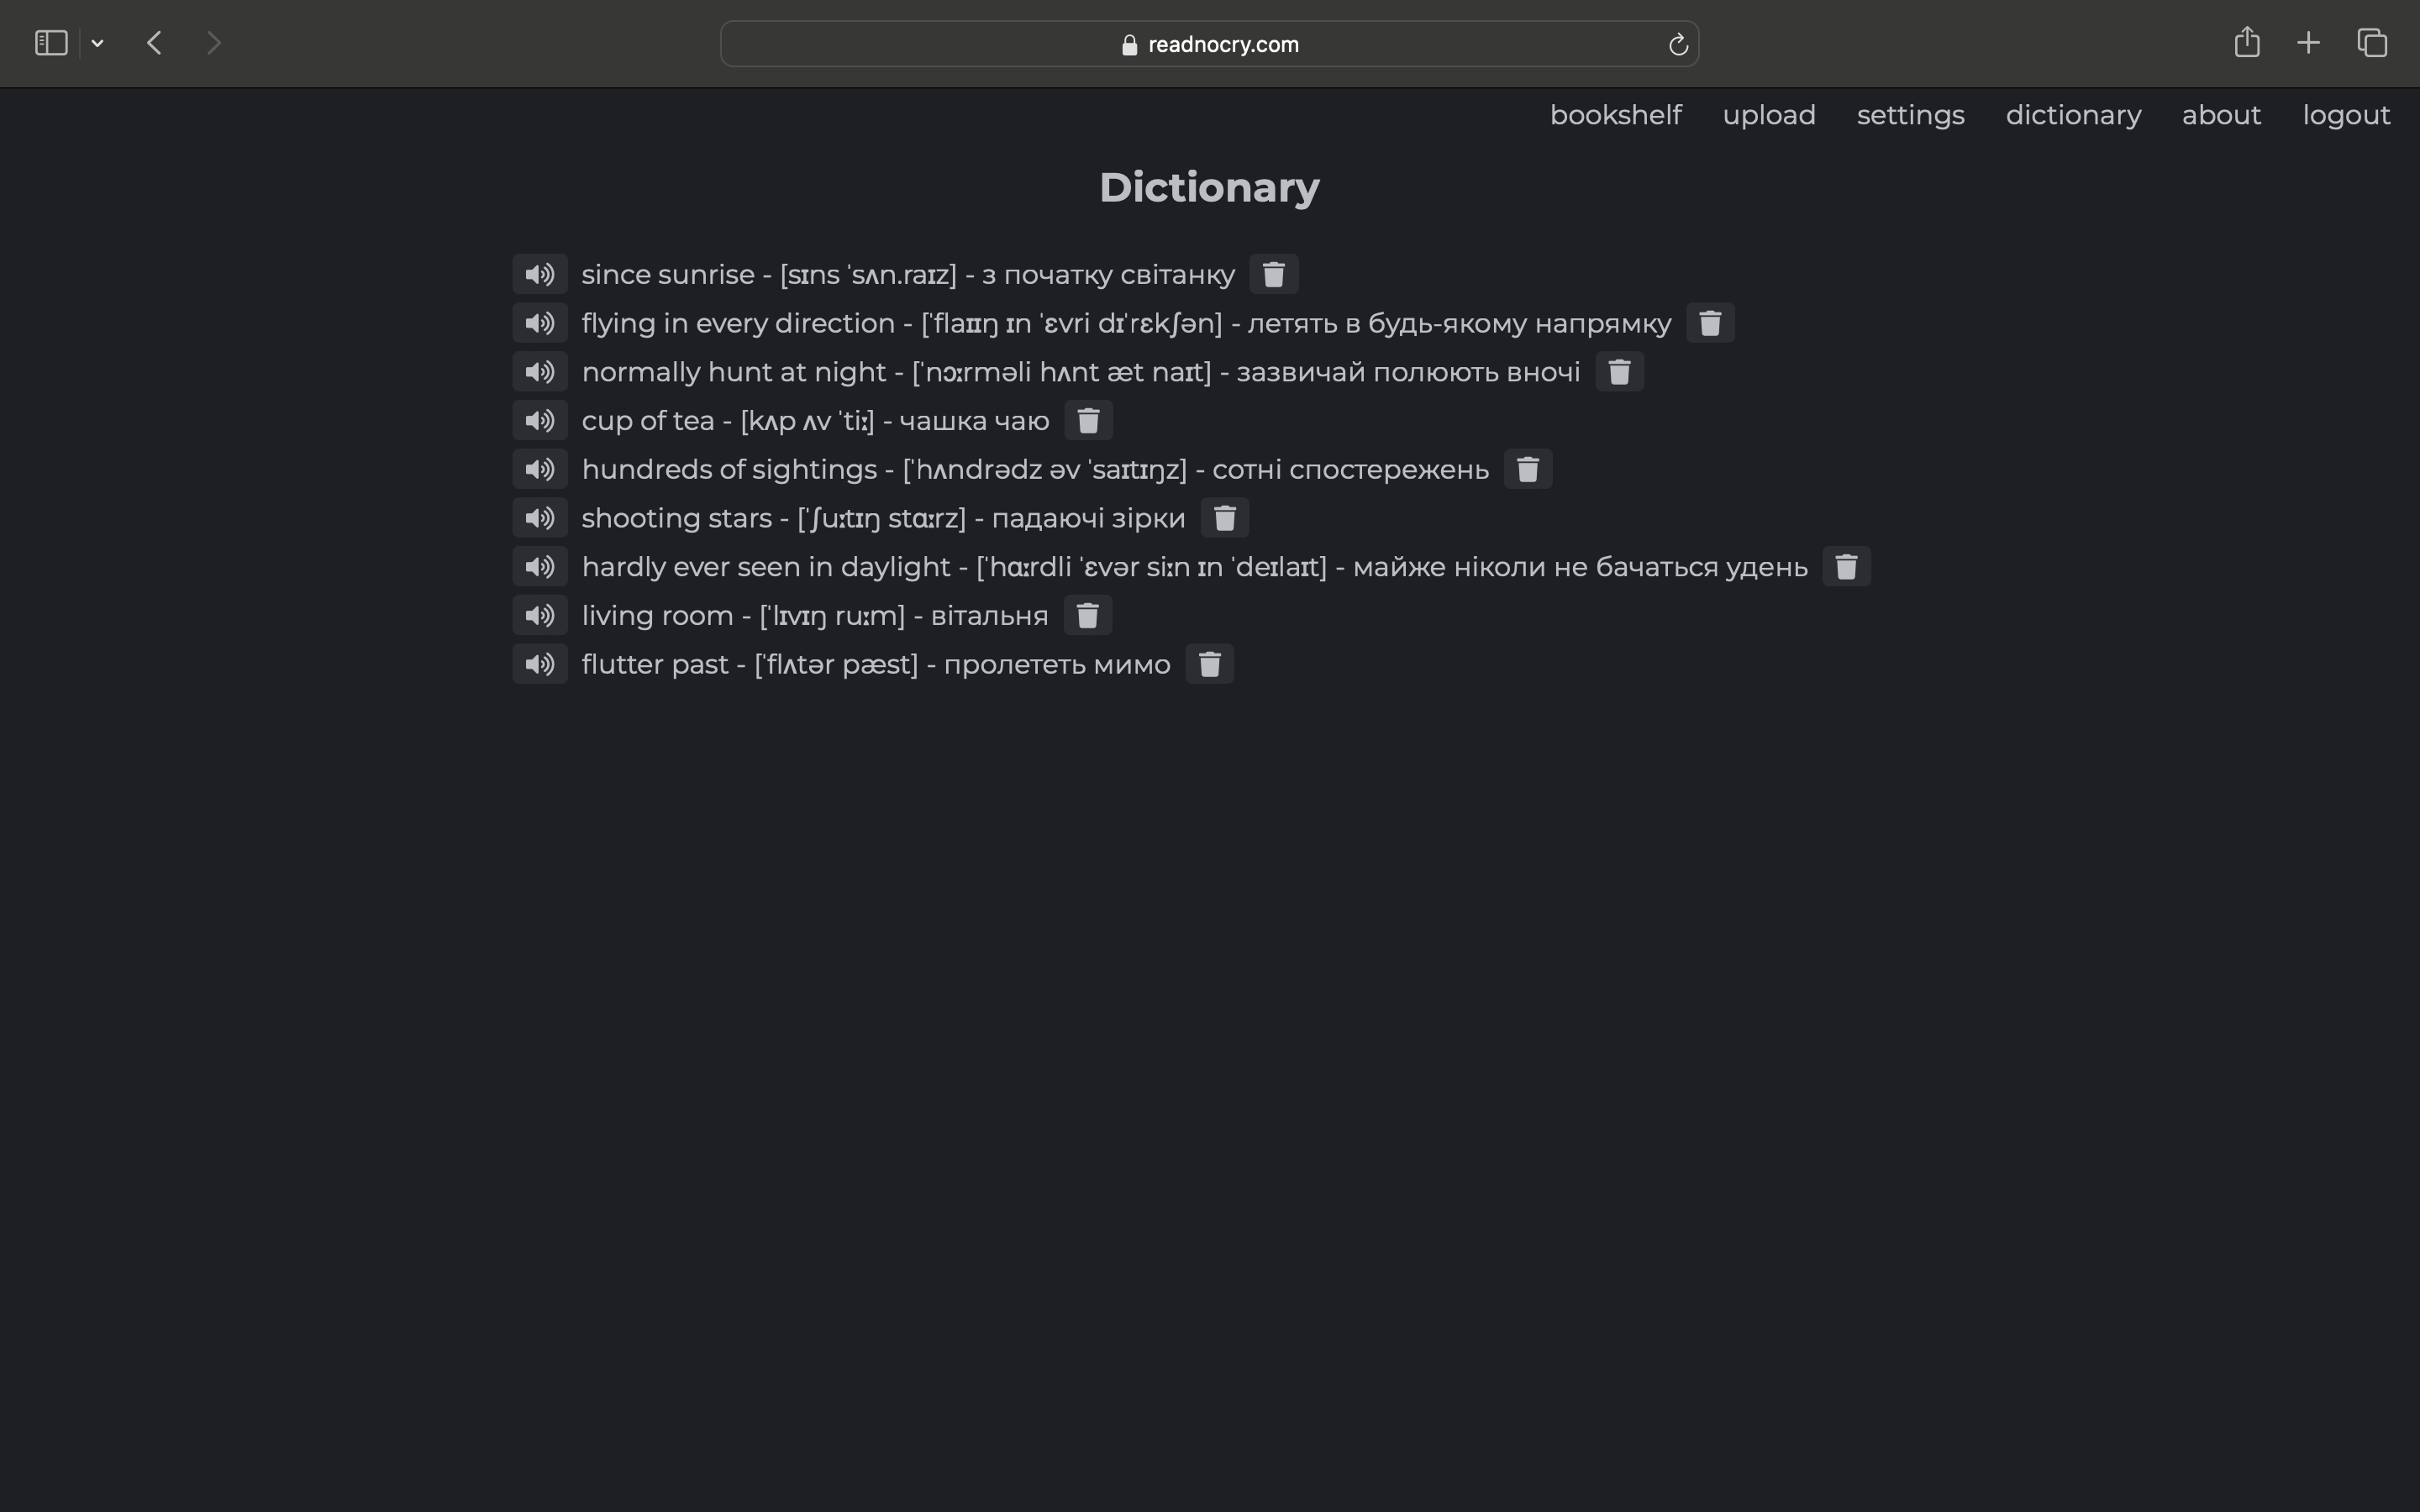 readnocry.com
bookshelf upload settings dictionary about logout
Dictionary
since sunrise - [sɪns ˈsʌn.raɪz] - з початку світанку
flying in every direction - [ˈflaɪɪŋ ɪn ˈɛvri dɪˈrɛkʃən] - летять в будь-якому напрямку
normally hunt at night - [ˈnɔːrməli hʌnt æt naɪt] - зазвичай полюють вночі
cup of tea - [kʌp ʌv ˈtiː] - чашка чаю
hundreds of sightings - [ˈhʌndrədz əv ˈsaɪtɪŋz] - сотні спостережень
shooting stars - [ˈʃuːtɪŋ stɑːrz] - падаючі зірки
hardly ever seen in daylight - [ˈhɑːrdli ˈɛvər siːn ɪn ˈdeɪlaɪt] - майже ніколи не бачаться удень
living room - [ˈlɪvɪŋ ruːm] - вітальня
flutter past - [ˈflʌtər pæst] - пролететь мимо